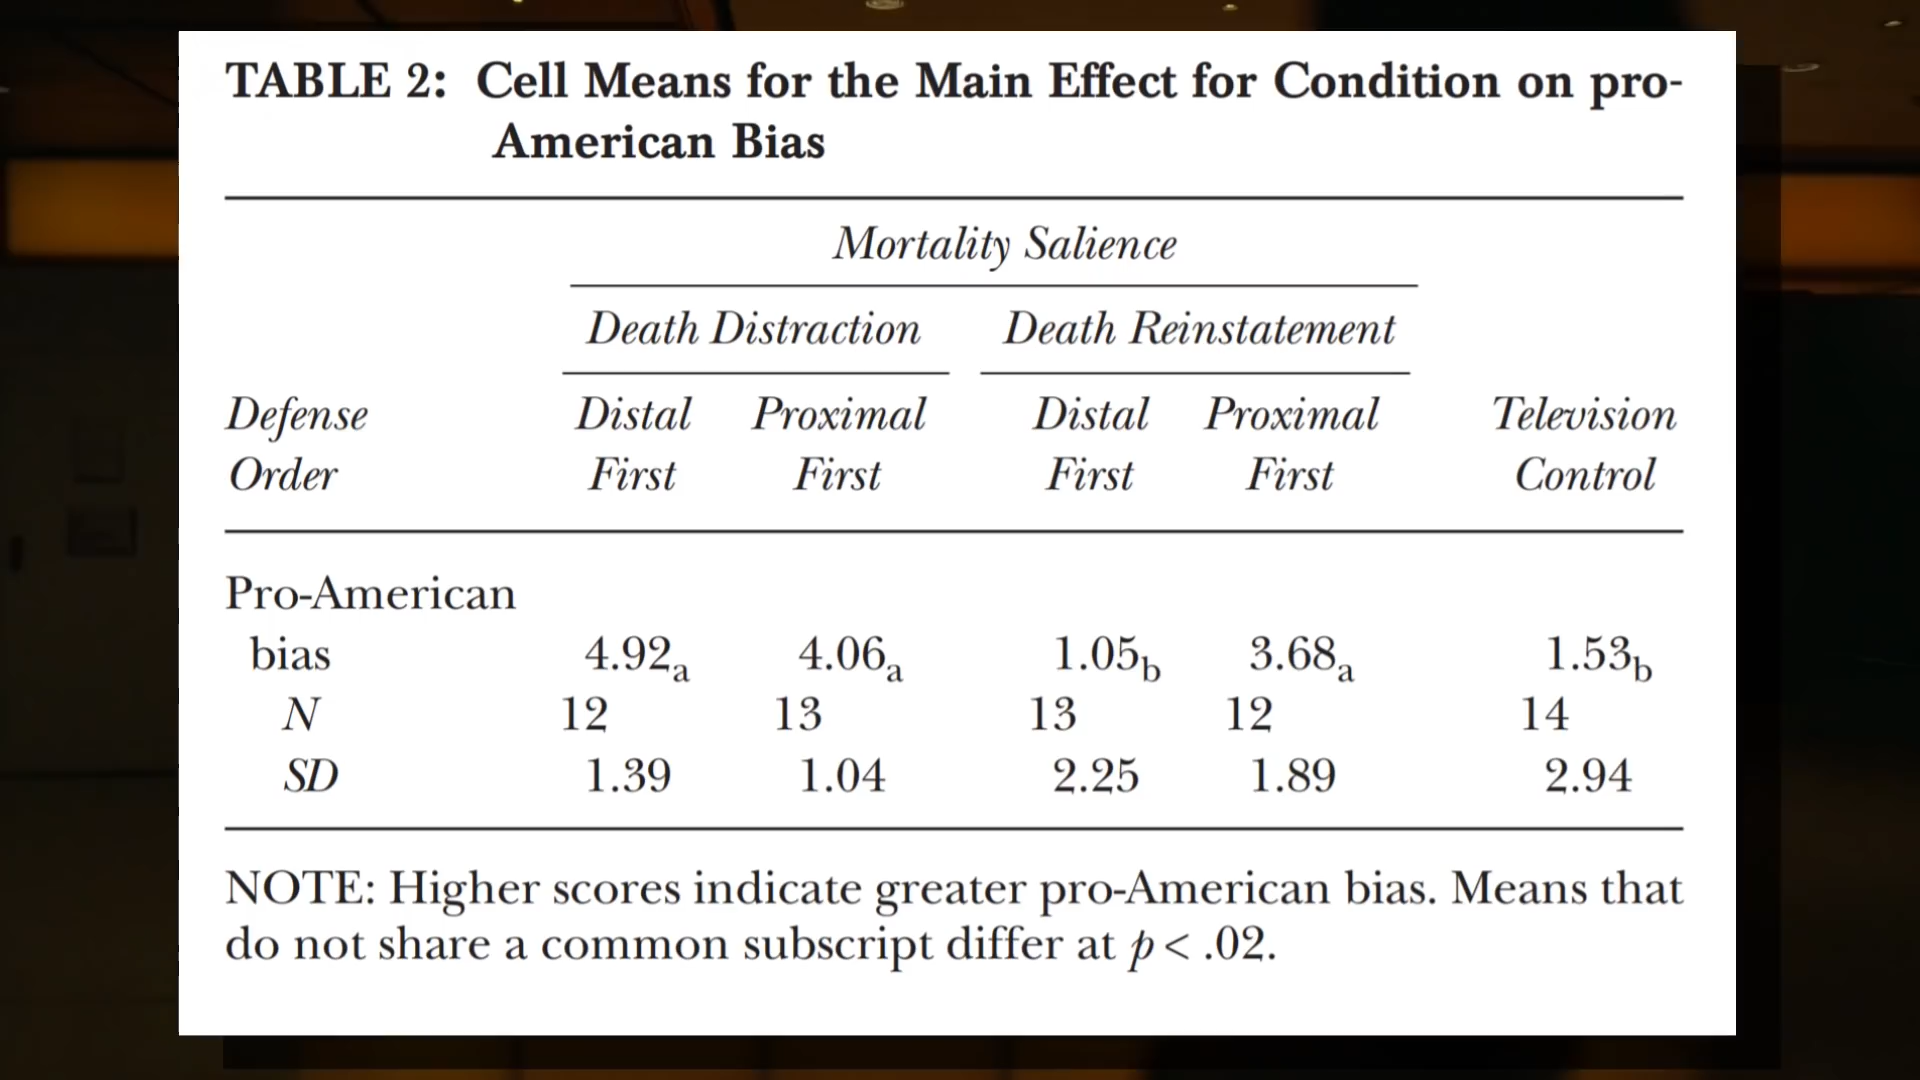 TABLE 2: Cell Means for the Main Effect for Condition on pro-
American Bias
Mortality Salience
Death Distraction Death Reinstatement
Defense Distal Proximal Distal Proximal Television
Order First First First First Control
Pro-American
bias 4.92a 4.06a 1.05b 3.68a 1.53b
N 12 13 13 12 14
SD 1.39 1.04 2.25 1.89 2.94
NOTE: Higher scores indicate greater pro-American bias. Means that
do not share a common subscript differ at p < .02.